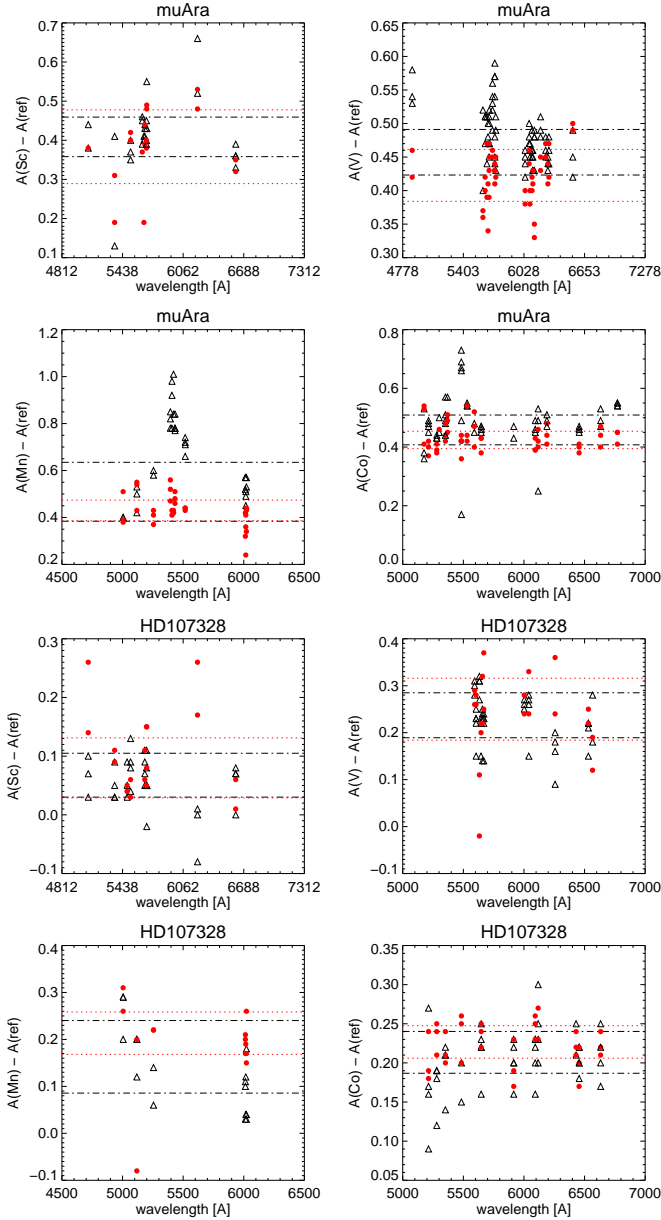 muAra
A(Sc) − A(ref)
0.7
0.6
0.5
0.4
0.3
0.2
0.1
4812 5438 6062 6688 7312
wavelength [A]
muAra
A(V) − A(ref)
0.65
0.60
0.55
0.50
0.45
0.40
0.35
0.30
4778 5403 6028 6653 7278
wavelength [A]
muAra
A(Mn) − A(ref)
1.2
1.0
0.8
0.6
0.4
0.2
4500 5000 5500 6000 6500
wavelength [A]
muAra
A(Co) − A(ref)
0.8
0.6
0.4
0.2
0.0
5000 5500 6000 6500 7000
wavelength [A]
HD107328
A(Sc) − A(ref)
0.3
0.2
0.1
0.0
−0.1
4812 5438 6062 6688 7312
wavelength [A]
HD107328
A(V) − A(ref)
0.4
0.3
0.2
0.1
0.0
−0.1
5000 5500 6000 6500 7000
wavelength [A]
HD107328
A(Mn) − A(ref)
0.4
0.3
0.2
0.1
0.0
−0.1
4500 5000 5500 6000 6500
wavelength [A]
HD107328
A(Co) − A(ref)
0.35
0.30
0.25
0.20
0.15
0.10
0.05
5000 5500 6000 6500 7000
wavelength [A]